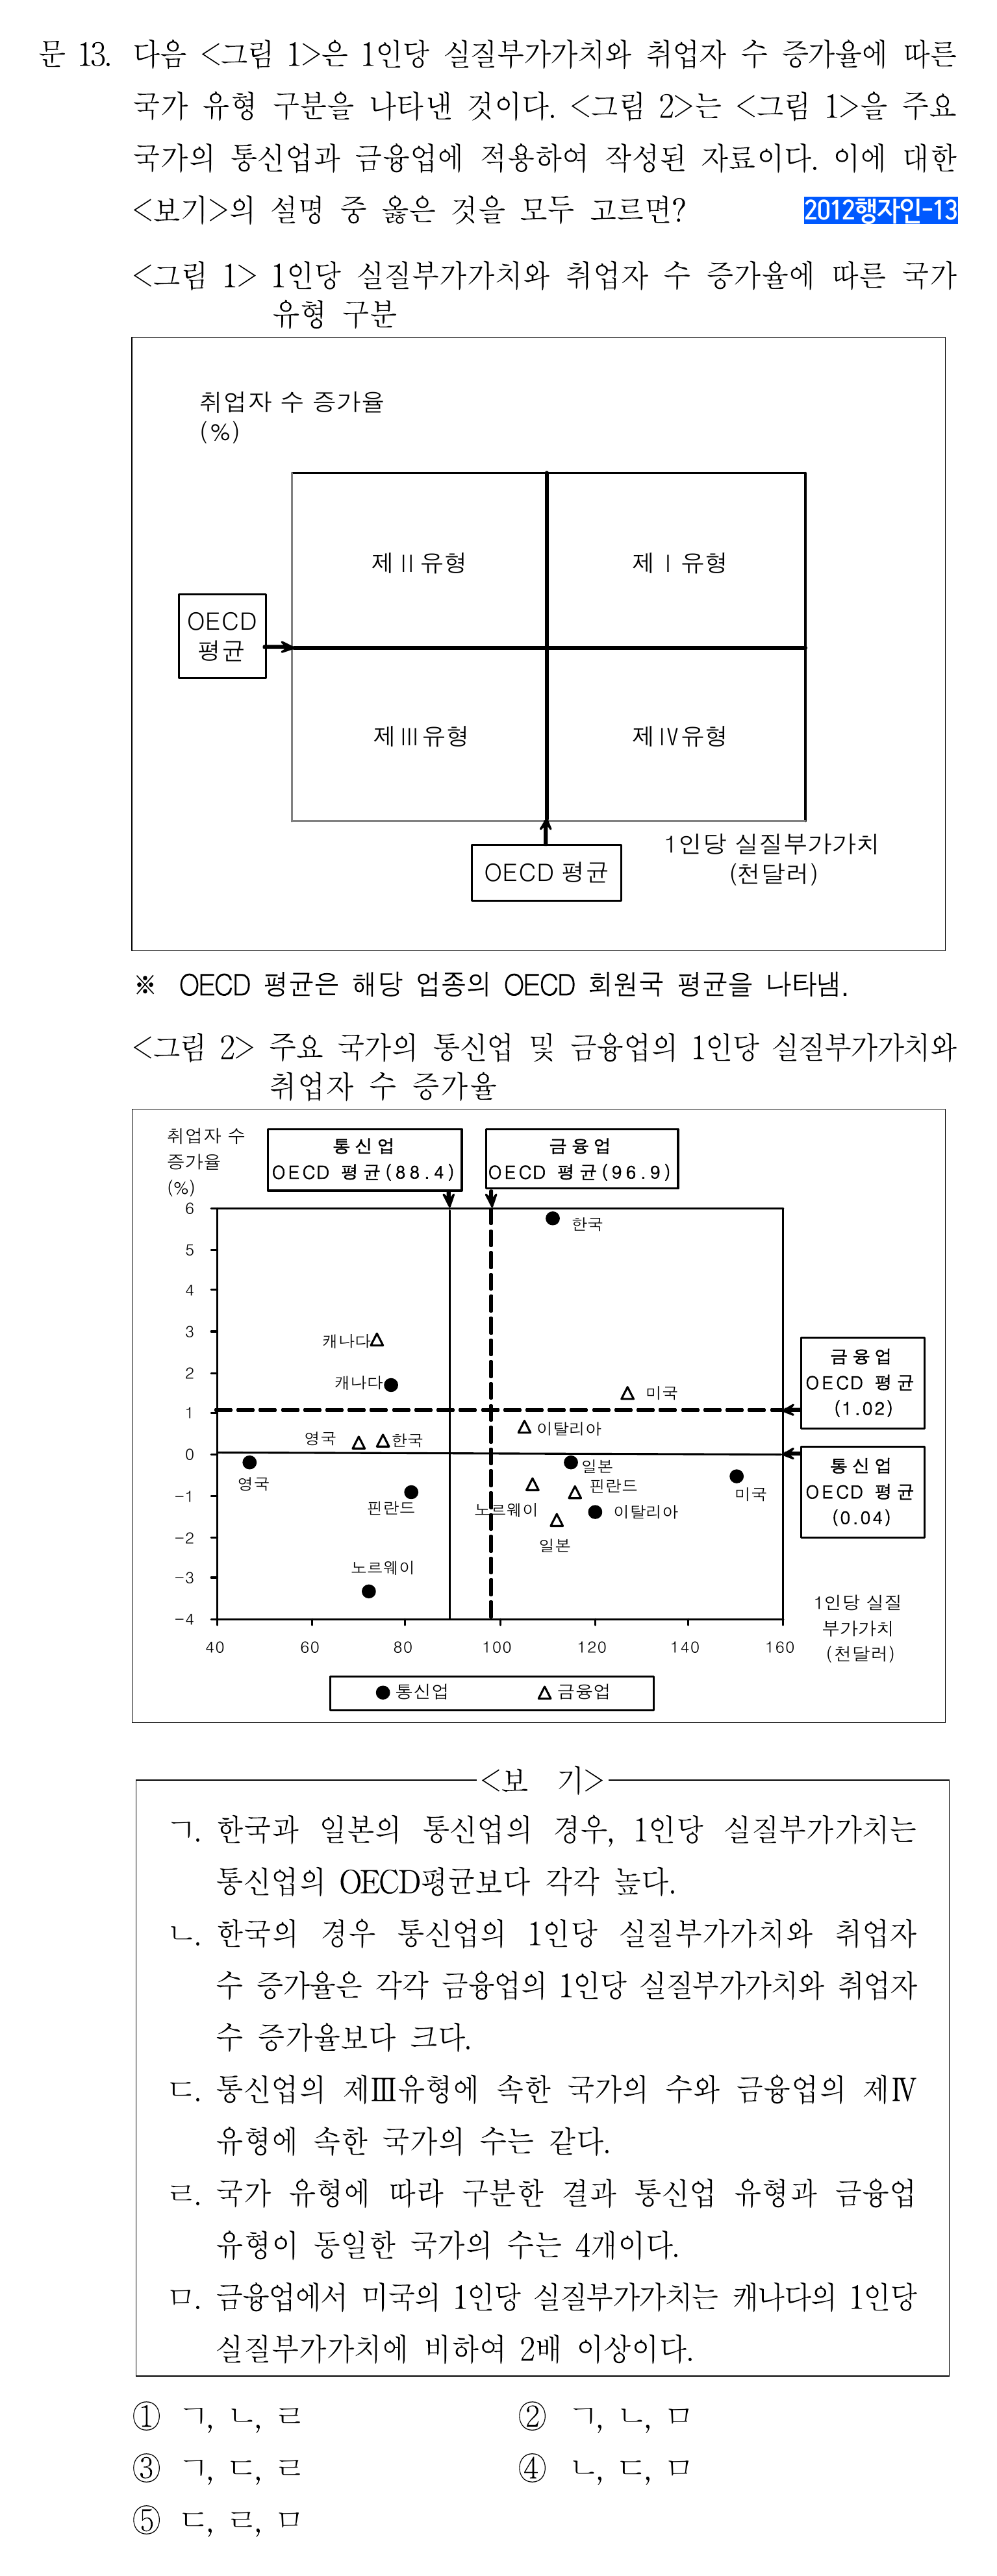 문 13. 다음 <그림 1>은 1인당 실질부가가치와 취업자 수 증가율에 따른
국가 유형 구분을 나타낸 것이다. <그림 2>는 <그림 1>을 주요
국가의 통신업과 금융업에 적용하여 작성된 자료이다. 이에 대한
<보기>의 설명 중 옳은 것을 모두 고르면? 2012행자인-13
<그림 1> 1인당 실질부가가치와 취업자 수 증가율에 따른 국가
유형 구분
취업자 수 증가율
(%)
제Ⅱ유형 제Ⅰ유형
OECD
평균
제Ⅲ유형 제Ⅳ유형
1인당 실질부가가치
(천달러)
OECD 평균
※ OECD 평균은 해당 업종의 OECD 회원국 평균을 나타냄.
<그림 2> 주요 국가의 통신업 및 금융업의 1인당 실질부가가치와
취업자 수 증가율
취업자 수
증가율
(%)
통신업
OECD 평균(88.4)
금융업
OECD 평균(96.9)
6
한국
5
4
3
캐나다
2
캐나다
미국
금융업
OECD 평균
(1.02)
1
영국 한국 이탈리아
0
영국 일본
통신업
OECD 평균
(0.04)
-1
핀란드 노르웨이 핀란드 이탈리아 미국
-2
일본
노르웨이
-3
-4
40 60 80 100 120 140 160
1인당 실질
부가가치
(천달러)
통신업 금융업
<보 기>
ㄱ. 한국과 일본의 통신업의 경우, 1인당 실질부가가치는
통신업의 OECD평균보다 각각 높다.
ㄴ. 한국의 경우 통신업의 1인당 실질부가가치와 취업자
수 증가율은 각각 금융업의 1인당 실질부가가치와 취업자
수 증가율보다 크다.
ㄷ. 통신업의 제Ⅲ유형에 속한 국가의 수와 금융업의 제Ⅳ
유형에 속한 국가의 수는 같다.
ㄹ. 국가 유형에 따라 구분한 결과 통신업 유형과 금융업
유형이 동일한 국가의 수는 4개이다.
ㅁ. 금융업에서 미국의 1인당 실질부가가치는 캐나다의 1인당
실질부가가치에 비하여 2배 이상이다.
① ㄱ, ㄴ, ㄹ ② ㄱ, ㄴ, ㅁ
③ ㄱ, ㄷ, ㄹ ④ ㄴ, ㄷ, ㅁ
⑤ ㄷ, ㄹ, ㅁ